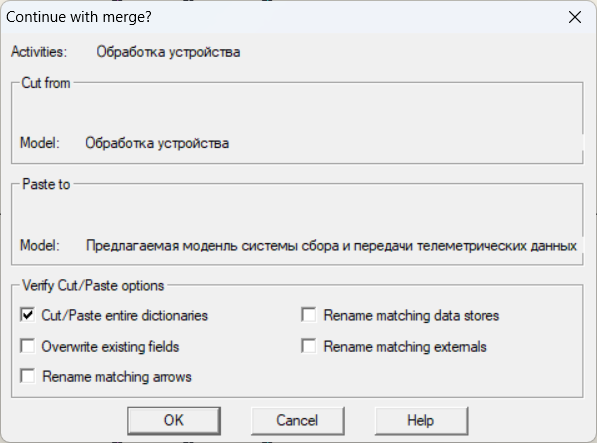 Continue with merge?
Activities: Обработка устройства
Cut from
Model: Обработка устройства
Paste to
Model: Предлагаемая моденль системы сбора и передачи телеметрических данных
Verify Cut/Paste options
Cut/Paste entire dictionaries
Rename matching data stores
Overwrite existing fields
Rename matching externals
Rename matching arrows
OK Cancel Help